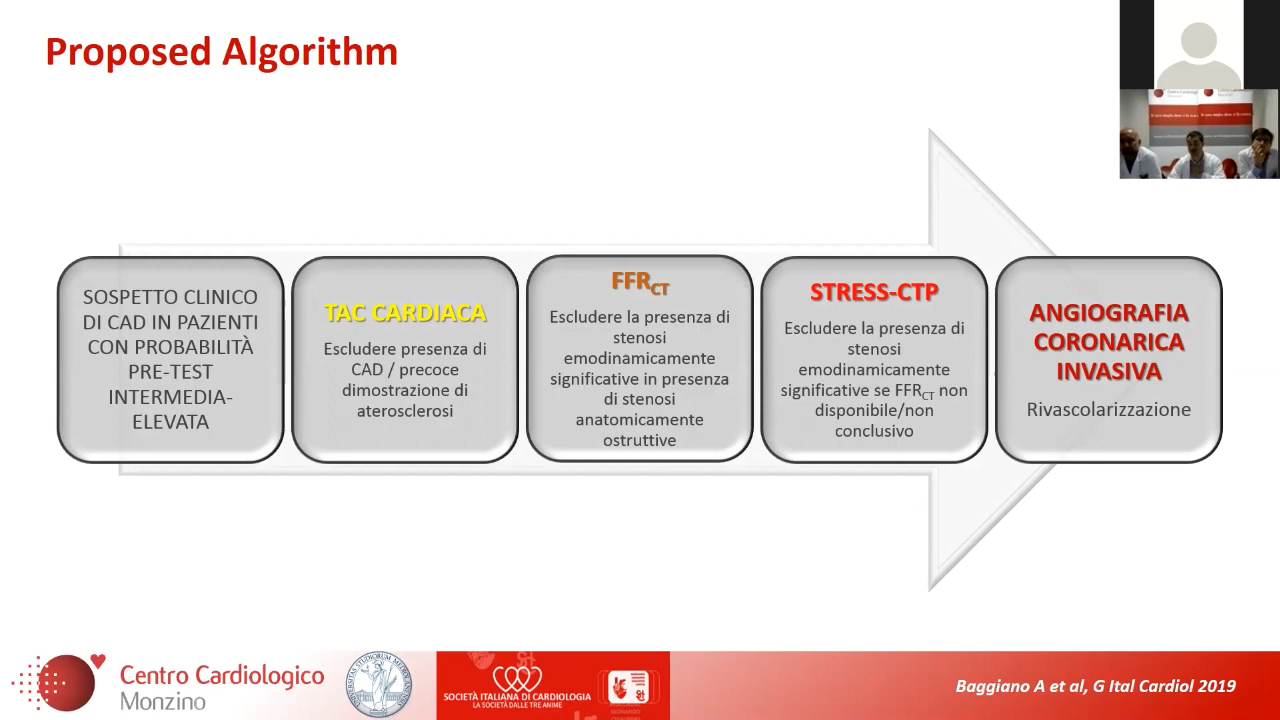 Proposed Algorithm
SOSPETTO CLINICO
DI CAD IN PAZIENTI
CON PROBABILITÀ
PRE-TEST
INTERMEDIA-
ELEVATA
TAC CARDIACA
Escludere presenza di
CAD / precoce
dimostrazione di
aterosclerosi
FFRCT
Escludere la presenza di
stenosi
emodinamicamente
significative in presenza
di stenosi
anatomicamente
ostruttive
STRESS-CTP
Escludere la presenza di
stenosi
emodinamicamente
significative se FFRCT non
disponibile/non
conclusivo
ANGIOGRAFIA
CORONARICA
INVASIVA
Rivascolarizzazione
Centro Cardiologico
Monzino
SOCIETÀ ITALIANA DI CARDIOLOGIA
LA SOCIETÀ DALLE TRE ANIME
Baggiano A et al, G Ital Cardiol 2019